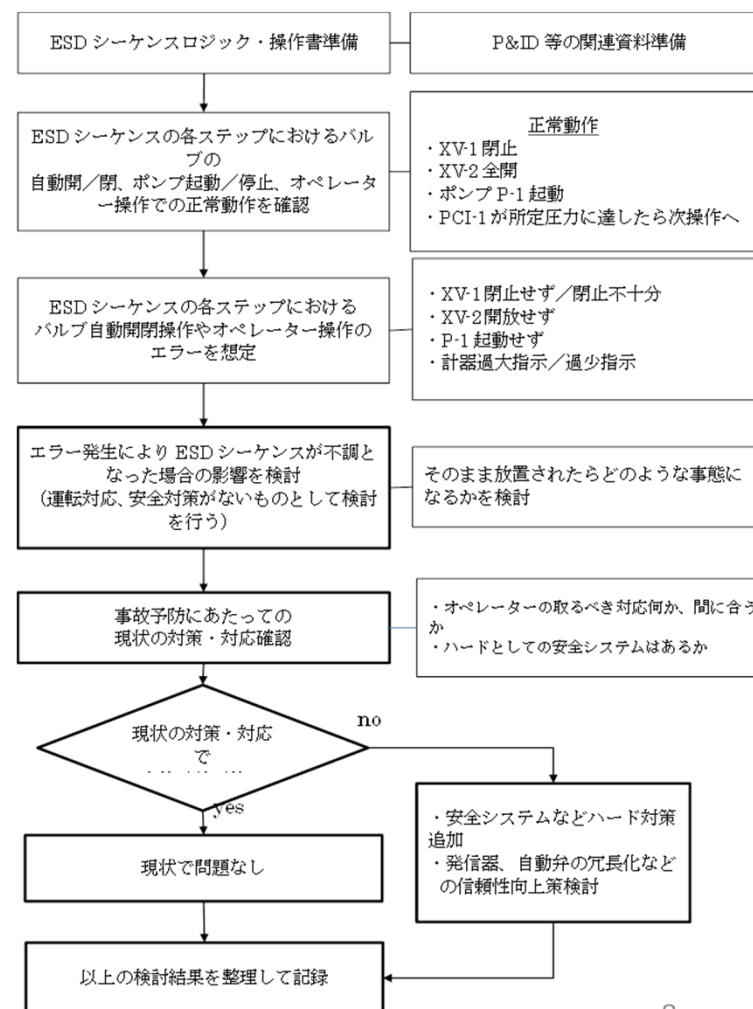 ESD シーケンスロジック・操作書準備
P&ID 等の関連資料準備
ESD シーケンスの各ステップにおけるバル
ブの
自動開／閉、ポンプ起動／停止、オペレータ
ー操作での正常動作を確認
正常動作
・XV-1 閉止
・XV-2 全開
・ポンプ P-1 起動
・PCI-1 が所定圧力に達したら次操作へ
ESD シーケンスの各ステップにおける
バルブ自動開閉操作やオペレーター操作の
エラーを想定
・XV-1 閉止せず／閉止不十分
・XV-2 開放せず
・P-1 起動せず
・計器過大指示／過少指示
エラー発生により ESD シーケンスが不調と
なった場合の影響を検討
（運転対応、安全対策がないものとして検討
を行う）
そのまま放置されたらどのような事態に
なるかを検討
事故予防にあたっての
現状の対策・対応確認
・オペレーターの取るべき対応何か、間に合う
か
・ハードとしての安全システムはあるか
現状の対策・対応
で
no
yes
・安全システムなどハード対策
追加
・発信器、自動弁の冗長化など
の信頼性向上策検討
現状で問題なし
以上の検討結果を整理して記録